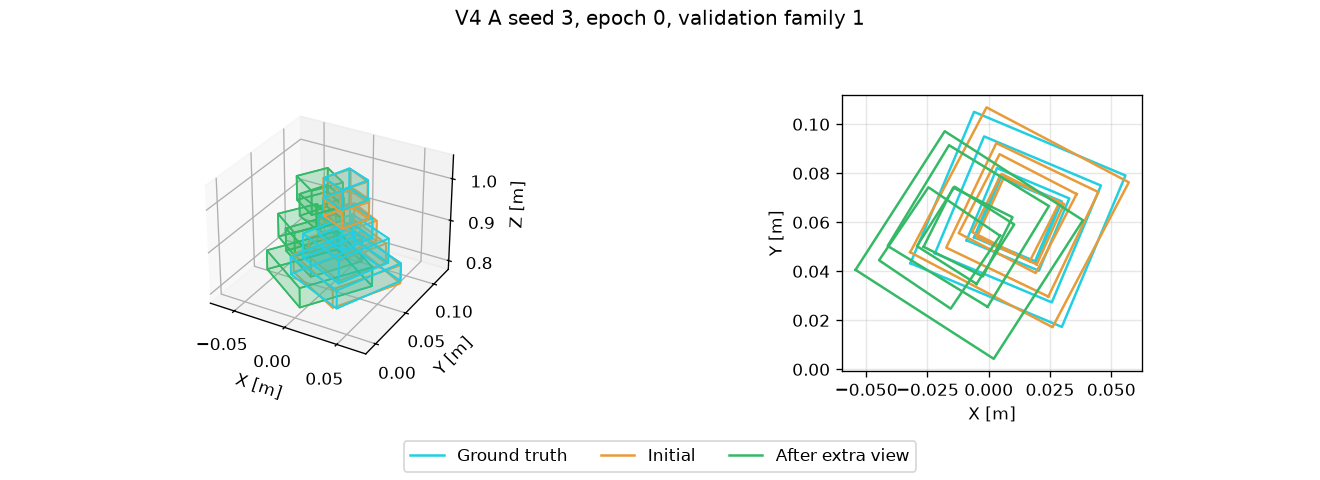 V4 A seed 3, epoch 0, validation family 1
1.0
0.9
0.8
Z [m]
0.10
0.05
0.00
Y [m]
−0.05
0.00
0.05
X [m]
0.10
0.08
0.06
0.04
0.02
0.00
Y [m]
−0.050 −0.025 0.000 0.025 0.050
X [m]
Ground truth Initial After extra view